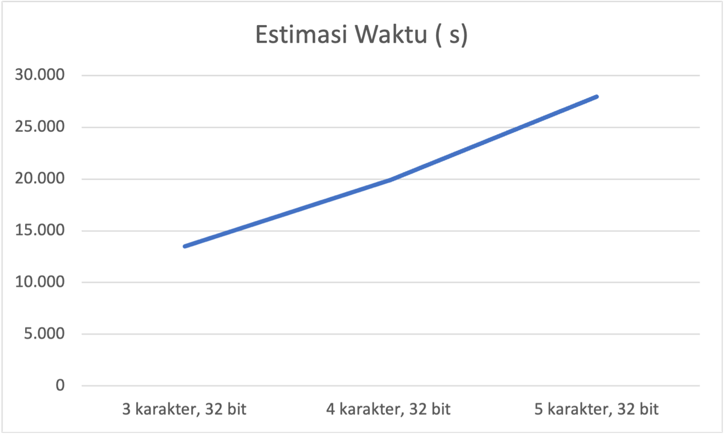 Estimasi Waktu ( s)
30.000
25.000
20.000
15.000
10.000
5.000
0
3 karakter, 32 bit
4 karakter, 32 bit
5 karakter, 32 bit